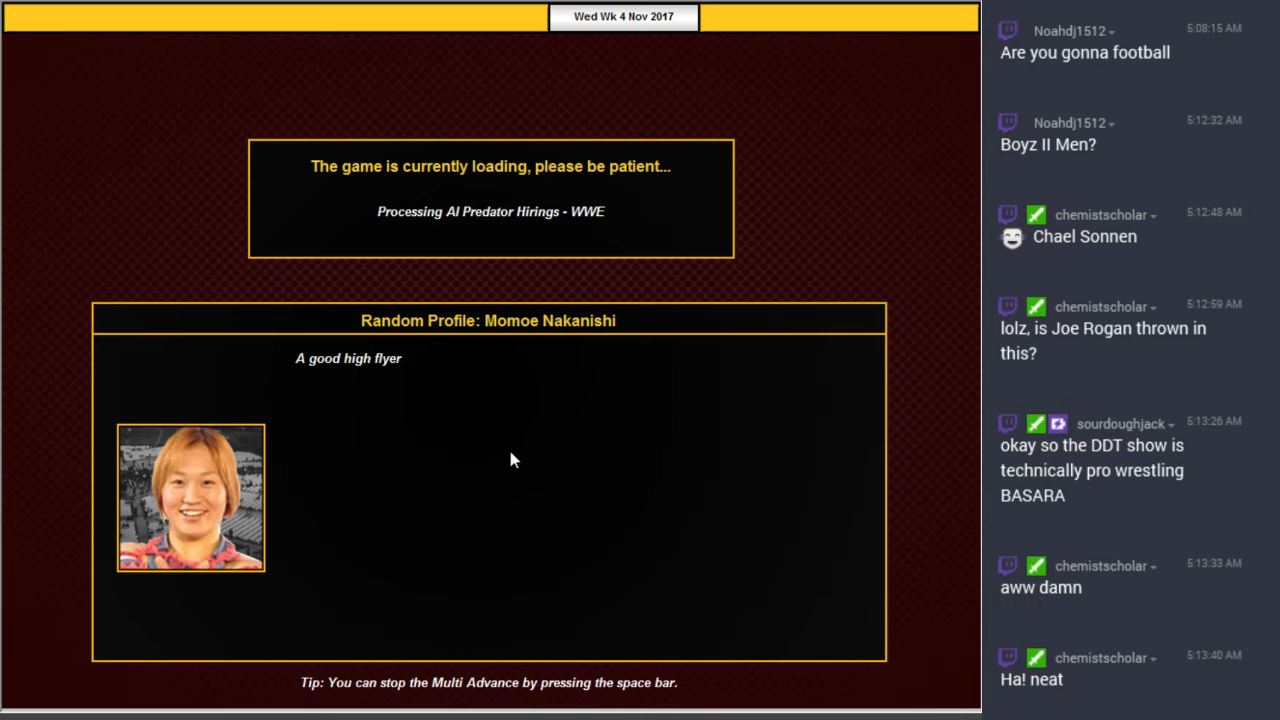 Wed Wk 4 Nov 2017
The game is currently loading, please be patient...
Processing AI Predator Hirings - WWE
Random Profile: Momoe Nakanishi
A good high flyer
Tip: You can stop the Multi Advance by pressing the space bar.
Noahdj1512 5:08:15 AM
Are you gonna football
Noahdj1512 5:12:32 AM
Boyz II Men?
chemistscholar 5:12:48 AM
Chael Sonnen
chemistscholar 5:12:59 AM
lolz, is Joe Rogan thrown in
this?
sourdoughjack 5:13:26 AM
okay so the DDT show is
technically pro wrestling
BASARA
chemistscholar 5:13:33 AM
aww damn
chemistscholar 5:13:40 AM
Ha! neat